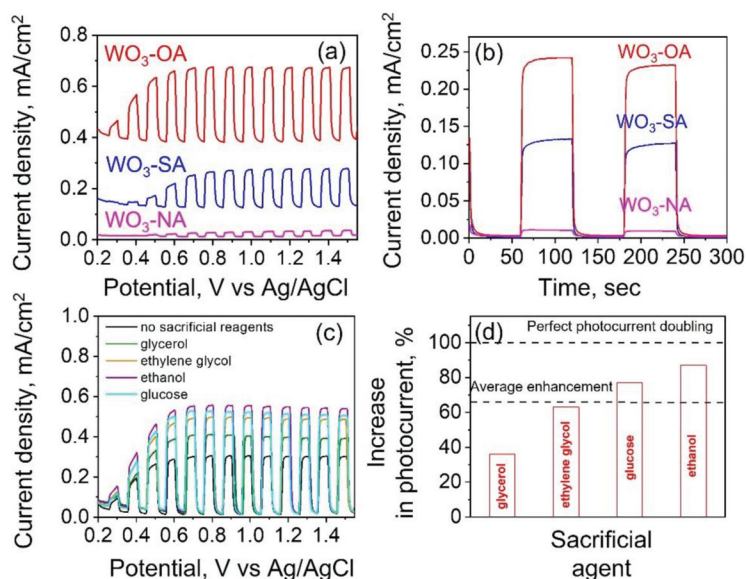 (a)
WO₃-OA
WO₃-SA
WO₃-NA
0.8
0.6
0.4
0.2
0.0
0.2 0.4 0.6 0.8 1.0 1.2 1.4
Current density, mA/cm²
Potential, V vs Ag/AgCl
(b)
WO₃-OA
WO₃-SA
WO₃-NA
0.25
0.20
0.15
0.10
0.05
0.00
0 50 100 150 200 250 300
Current density, mA/cm²
Time, sec
(c)
no sacrificial reagents
glycerol
ethylene glycol
ethanol
glucose
1.0
0.8
0.6
0.4
0.2
0.0
0.2 0.4 0.6 0.8 1.0 1.2 1.4
Current density, mA/cm²
Potential, V vs Ag/AgCl
(d)
Perfect photocurrent doubling
Average enhancement
100
80
60
40
20
0
glycerol
ethylene glycol
glucose
ethanol
Increase
in photocurrent, %
Sacrificial
agent